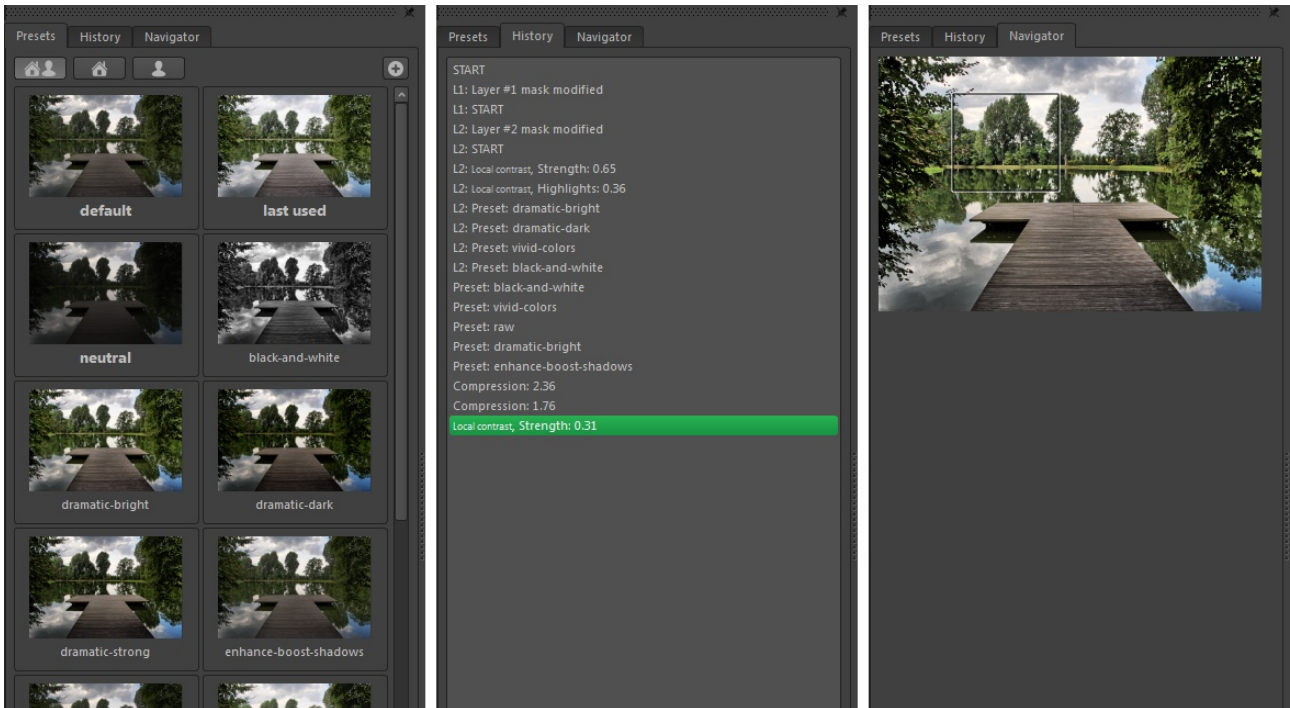 Presets History Navigator
default last used
neutral black-and-white
dramatic-bright dramatic-dark
dramatic-strong enhance-boost-shadows
Presets History Navigator
START
L1: Layer #1 mask modified
L1: START
L2: Layer #2 mask modified
L2: START
L2: Local contrast, Strength: 0.65
L2: Local contrast, Highlights: 0.36
L2: Preset: dramatic-bright
L2: Preset: dramatic-dark
L2: Preset: vivid-colors
L2: Preset: black-and-white
Preset: black-and-white
Preset: vivid-colors
Preset: raw
Preset: dramatic-bright
Preset: enhance-boost-shadows
Compression: 2.36
Compression: 1.76
Local contrast, Strength: 0.31
Presets History Navigator